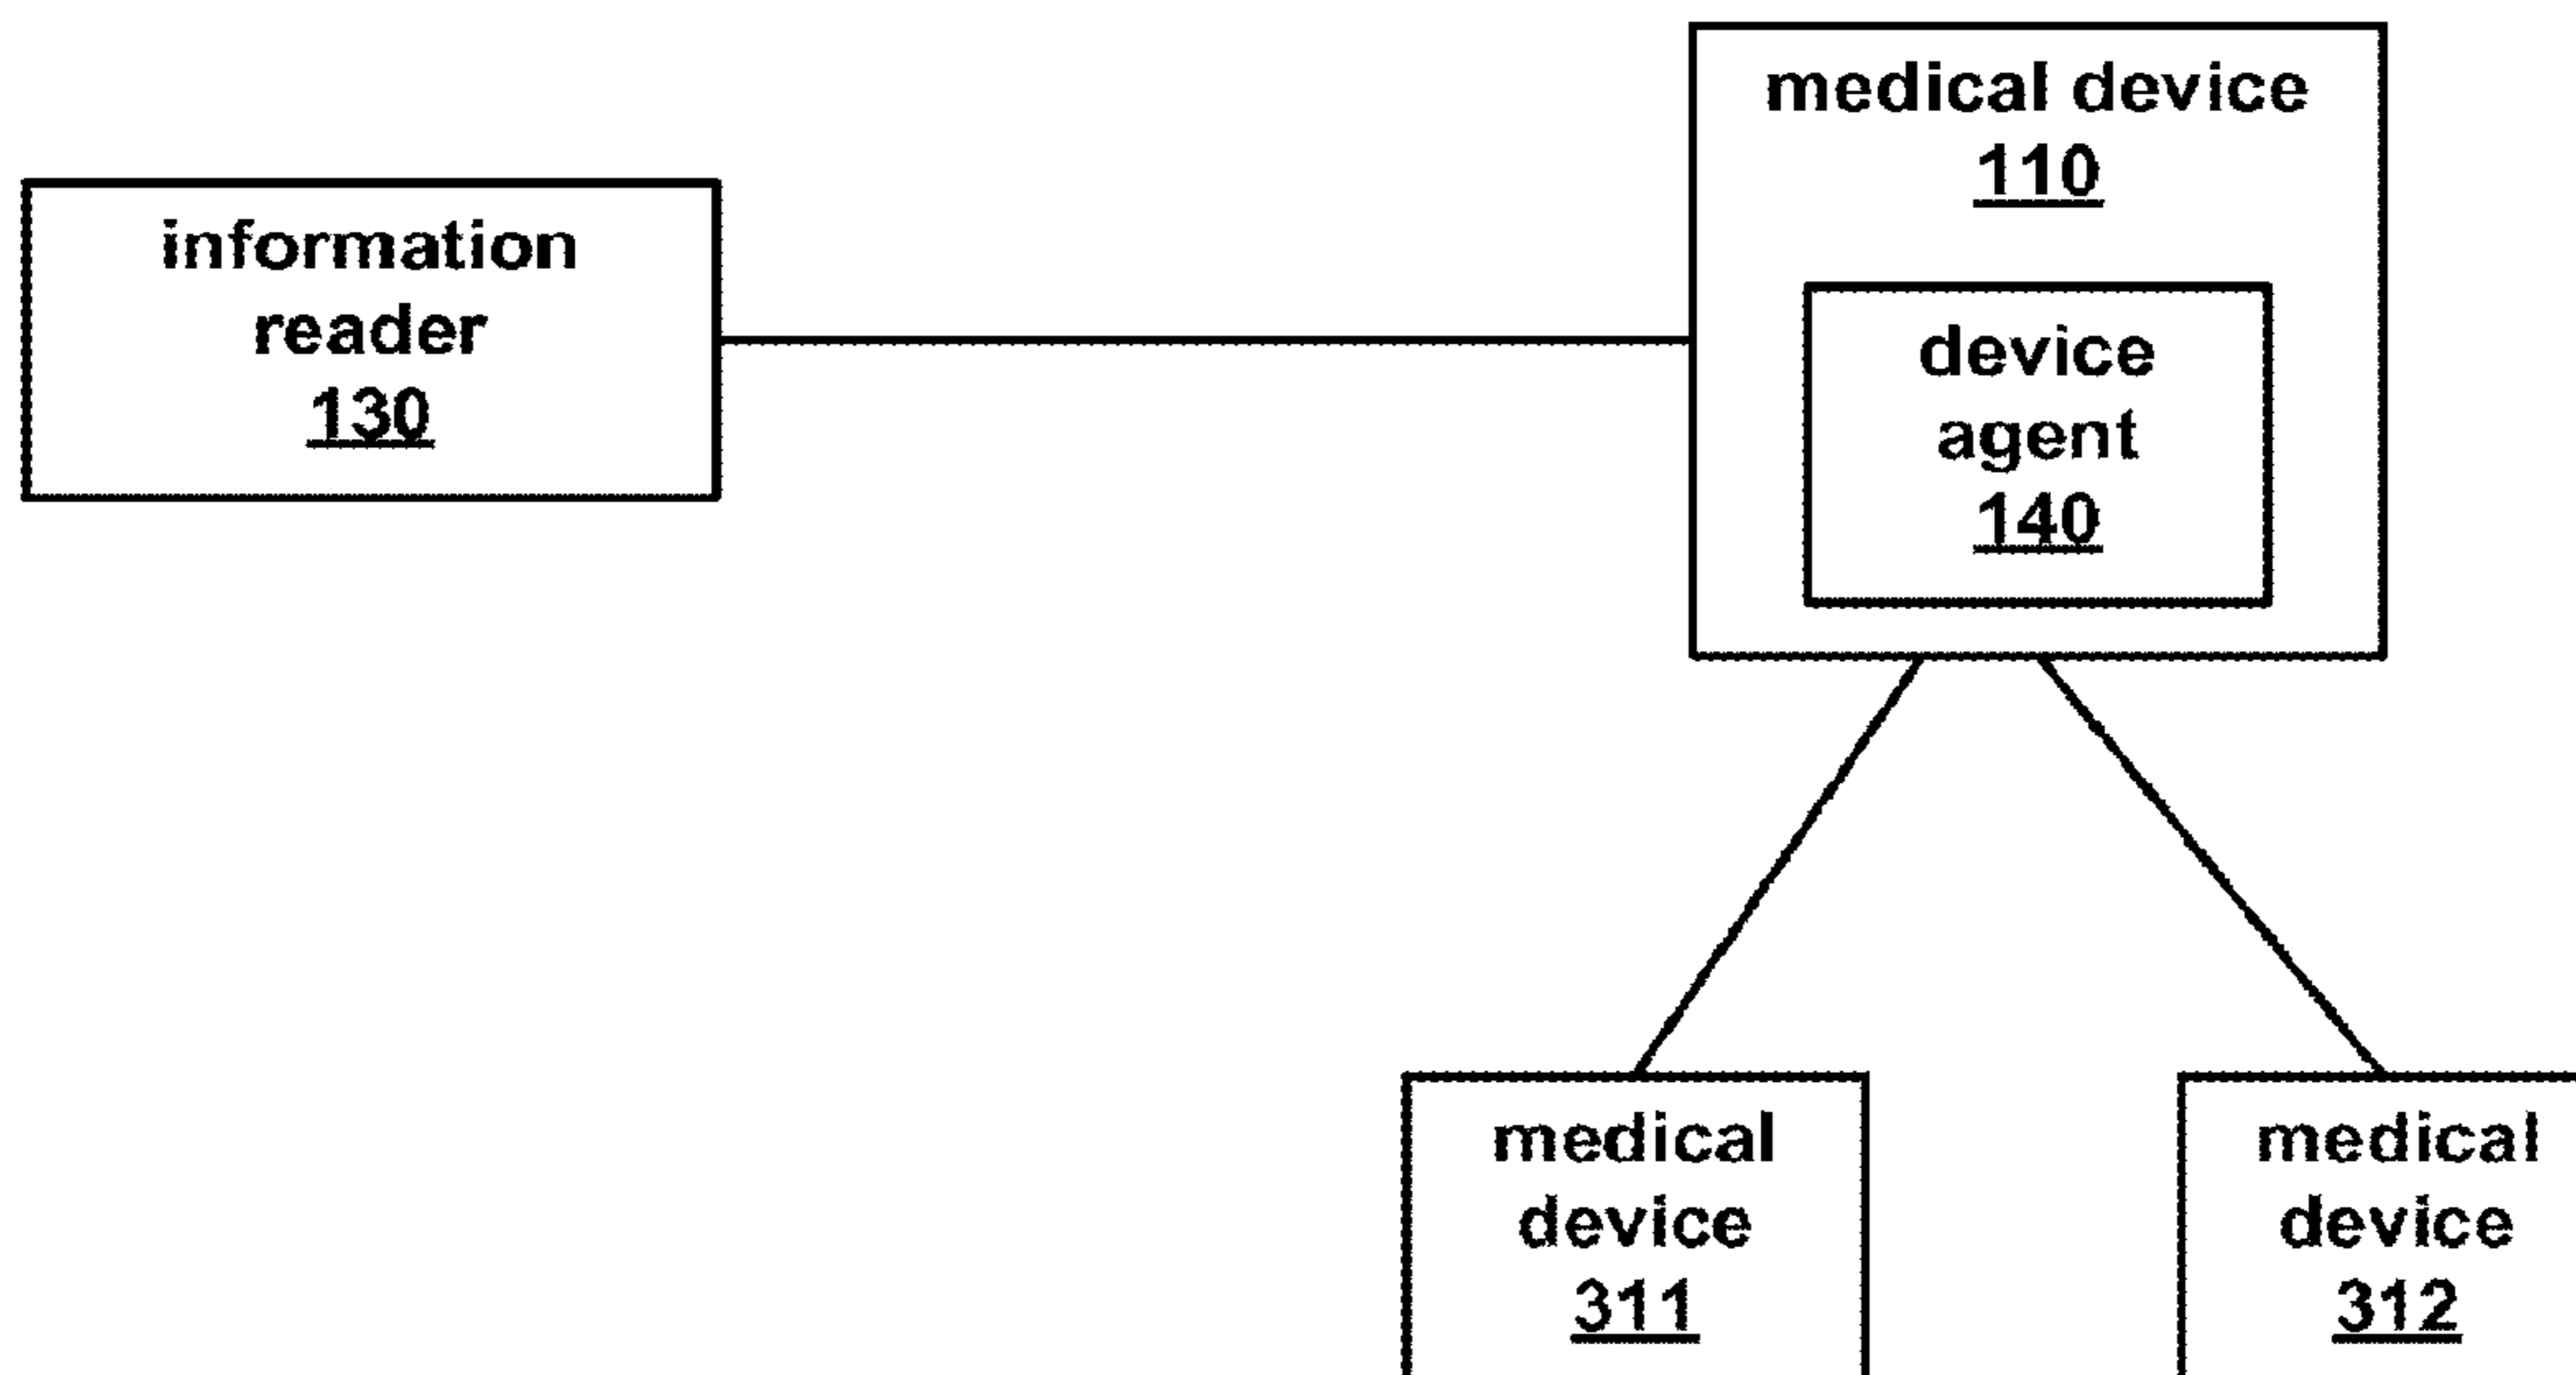 medical device
110
information
reader
130
device
agent
140
medical
device
311
medical
device
312